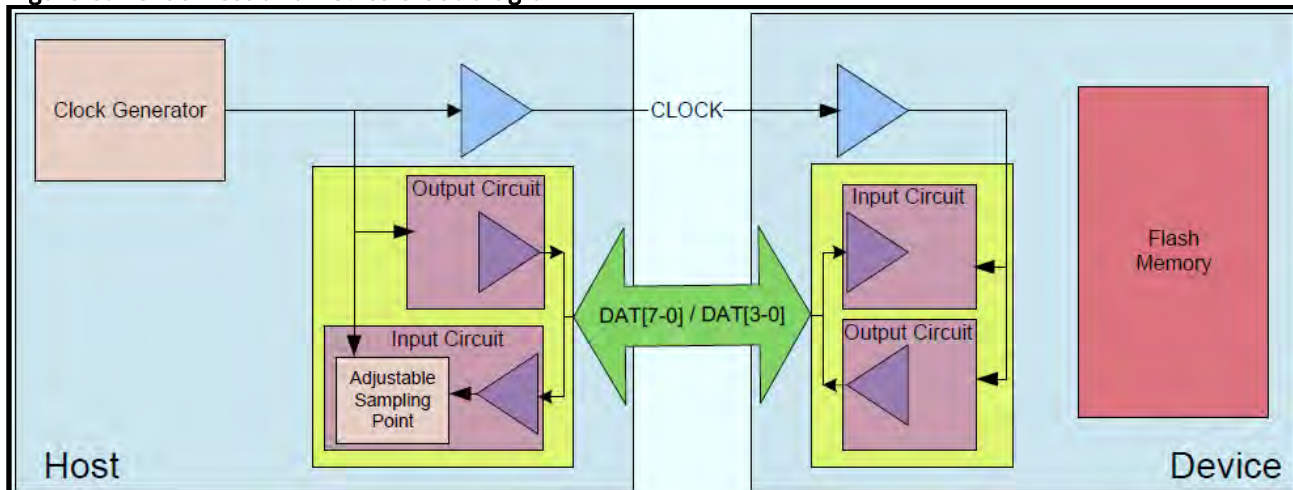 Clock Generator
CLOCK
Output Circuit
Input Circuit
Adjustable
Sampling
Point
DAT[7-0] / DAT[3-0]
Input Circuit
Output Circuit
Flash
Memory
Host
Device